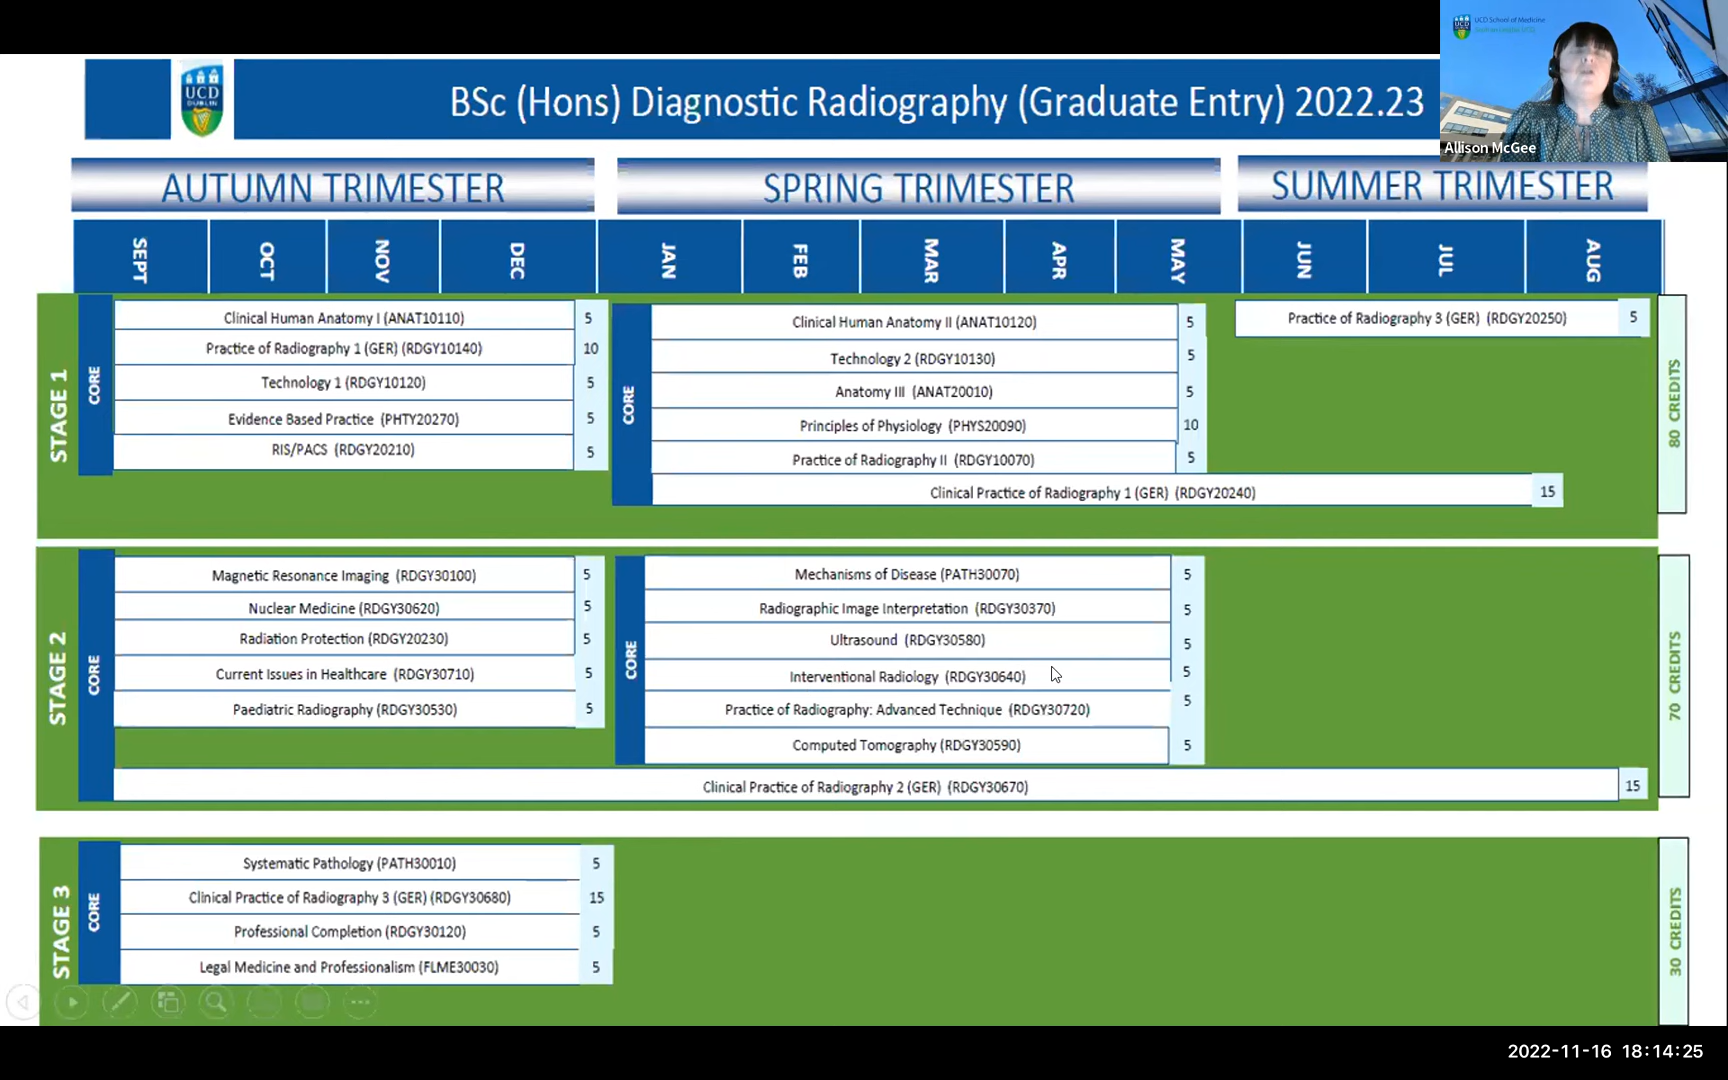 UCD School of Medicine
UCD
DUBLIN
BSc (Hons) Diagnostic Radiography (Graduate Entry) 2022.23
Allison McGee
AUTUMN TRIMESTER
SPRING TRIMESTER
SUMMER TRIMESTER
SEPT
OCT
NOV
DEC
JAN
FEB
MAR
APR
MAY
JUN
JUL
AUG
STAGE 1
CORE
Clinical Human Anatomy I (ANAT10110) 5
Practice of Radiography 1 (GER) (RDGY10140) 10
Technology 1 (RDGY10120) 5
Evidence Based Practice (PHTY20270) 5
RIS/PACS (RDGY20210) 5
CORE
Clinical Human Anatomy II (ANAT10120) 5
Technology 2 (RDGY10130) 5
Anatomy III (ANAT20010) 5
Principles of Physiology (PHYS20090) 10
Practice of Radiography II (RDGY10070) 5
Clinical Practice of Radiography 1 (GER) (RDGY20240) 15
Practice of Radiography 3 (GER) (RDGY20250) 5
80 CREDITS
STAGE 2
CORE
Magnetic Resonance Imaging (RDGY30100) 5
Nuclear Medicine (RDGY30620) 5
Radiation Protection (RDGY20230) 5
Current Issues in Healthcare (RDGY30710) 5
Paediatric Radiography (RDGY30530) 5
CORE
Mechanisms of Disease (PATH30070) 5
Radiographic Image Interpretation (RDGY30370) 5
Ultrasound (RDGY30580) 5
Interventional Radiology (RDGY30640) 5
Practice of Radiography: Advanced Technique (RDGY30720) 5
Computed Tomography (RDGY30590) 5
Clinical Practice of Radiography 2 (GER) (RDGY30670) 15
70 CREDITS
STAGE 3
CORE
Systematic Pathology (PATH30010) 5
Clinical Practice of Radiography 3 (GER) (RDGY30680) 15
Professional Completion (RDGY30120) 5
Legal Medicine and Professionalism (FLME30030) 5
30 CREDITS
2022-11-16 18:14:25